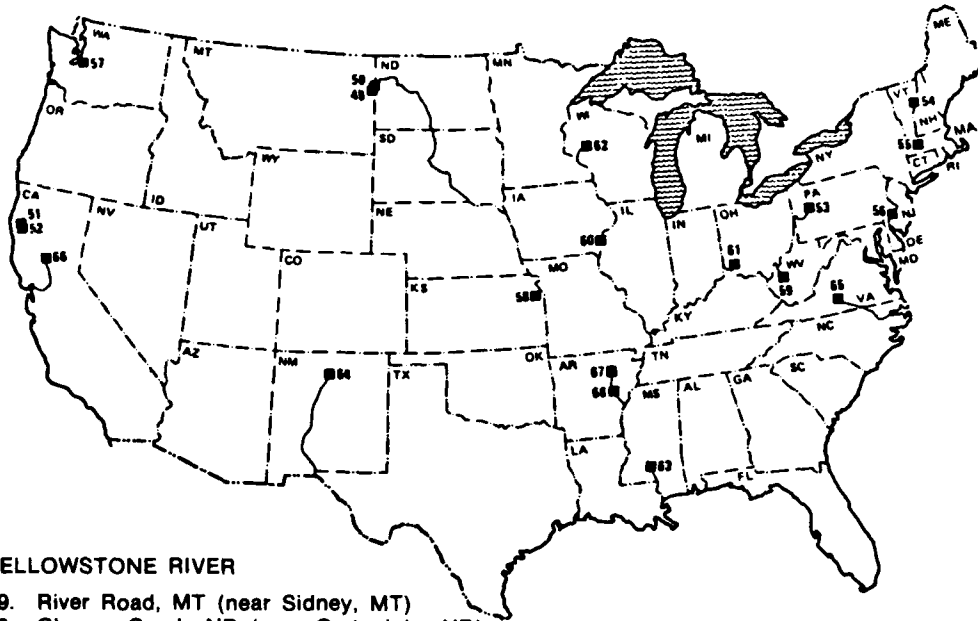 WA
57
MT
ND
50
49
MN
ME
VT
54
NH
MA
55
CT
RI
OR
WI
62
MI
NY
SD
WY
ID
CA
51
52
NV
UT
NE
IA
IL
IN
OH
PA
53
56
NJ
DE
MD
66
CO
60
61
WV
59
65
VA
KS
58
MO
KY
AZ
NM
64
TX
OK
AR
67
68
TN
NC
SC
MS
AL
GA
LA
63
FL
ELLOWSTONE RIVER
9. River Road, MT (near Sidney, MT)